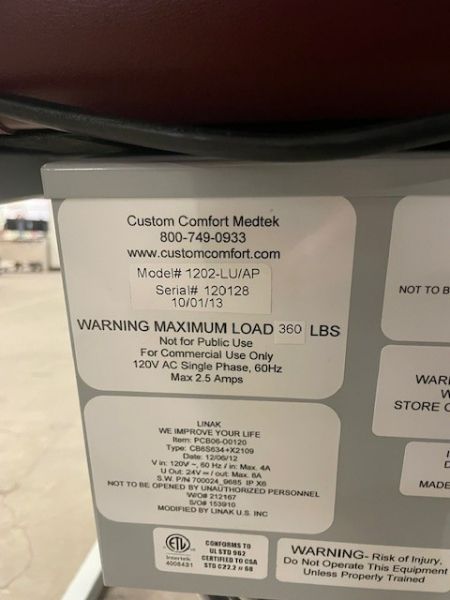 Custom Comfort Medtek
800-749-0933
www.customcomfort.com
Model# 1202-LU/AP
Serial# 120128
10/01/13
WARNING MAXIMUM LOAD 360 LBS
Not for Public Use
For Commercial Use Only
120V AC Single Phase, 60Hz
Max 2.5 Amps
LINAK
WE IMPROVE YOUR LIFE
Item: PCB06-00120
Type: CB6S634+X2109
Date: 12/06/12
V in: 120V ~, 60 Hz / in: Max. 4A
U Out: 24V ⎓ / out: Max. 8A
S.W. P/N 700024_9685 IP X6
NOT TO BE OPENED BY UNAUTHORIZED PERSONNEL
W/O# 212167
S/O# 153910
MODIFIED BY LINAK U.S. INC
ETL
Intertek
4008431
CONFORMS TO
UL STD 962
CERTIFIED TO CSA
STD C22.2 # 68
WARNING- Risk of Injury.
Do Not Operate This Equipment
Unless Properly Trained
NOT TO B
WAR
W
STORE
D
MADE